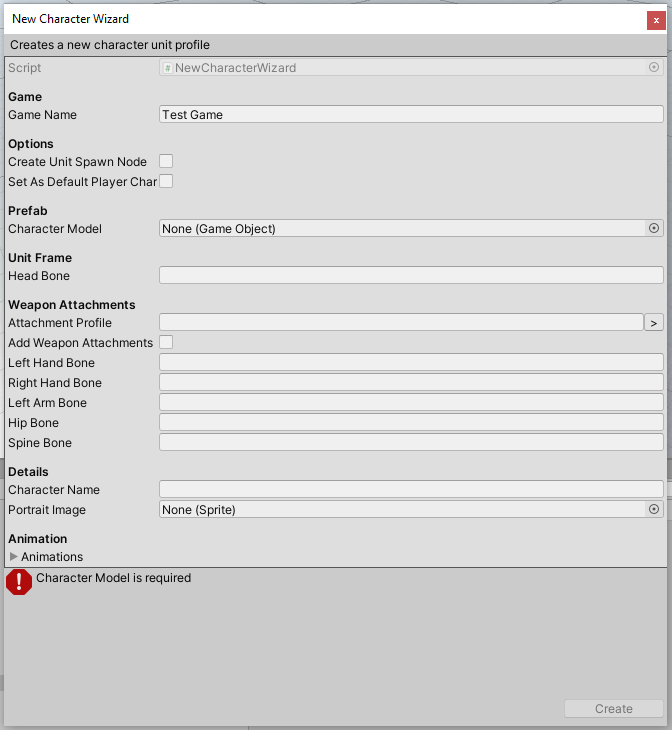 New Character Wizard
x
Creates a new character unit profile
Script # NewCharacterWizard
Game
Game Name Test Game
Options
Create Unit Spawn Node
Set As Default Player Char
Prefab
Character Model None (Game Object)
Unit Frame
Head Bone
Weapon Attachments
Attachment Profile >
Add Weapon Attachments
Left Hand Bone
Right Hand Bone
Left Arm Bone
Hip Bone
Spine Bone
Details
Character Name
Portrait Image None (Sprite)
Animation
Animations
! Character Model is required
Create